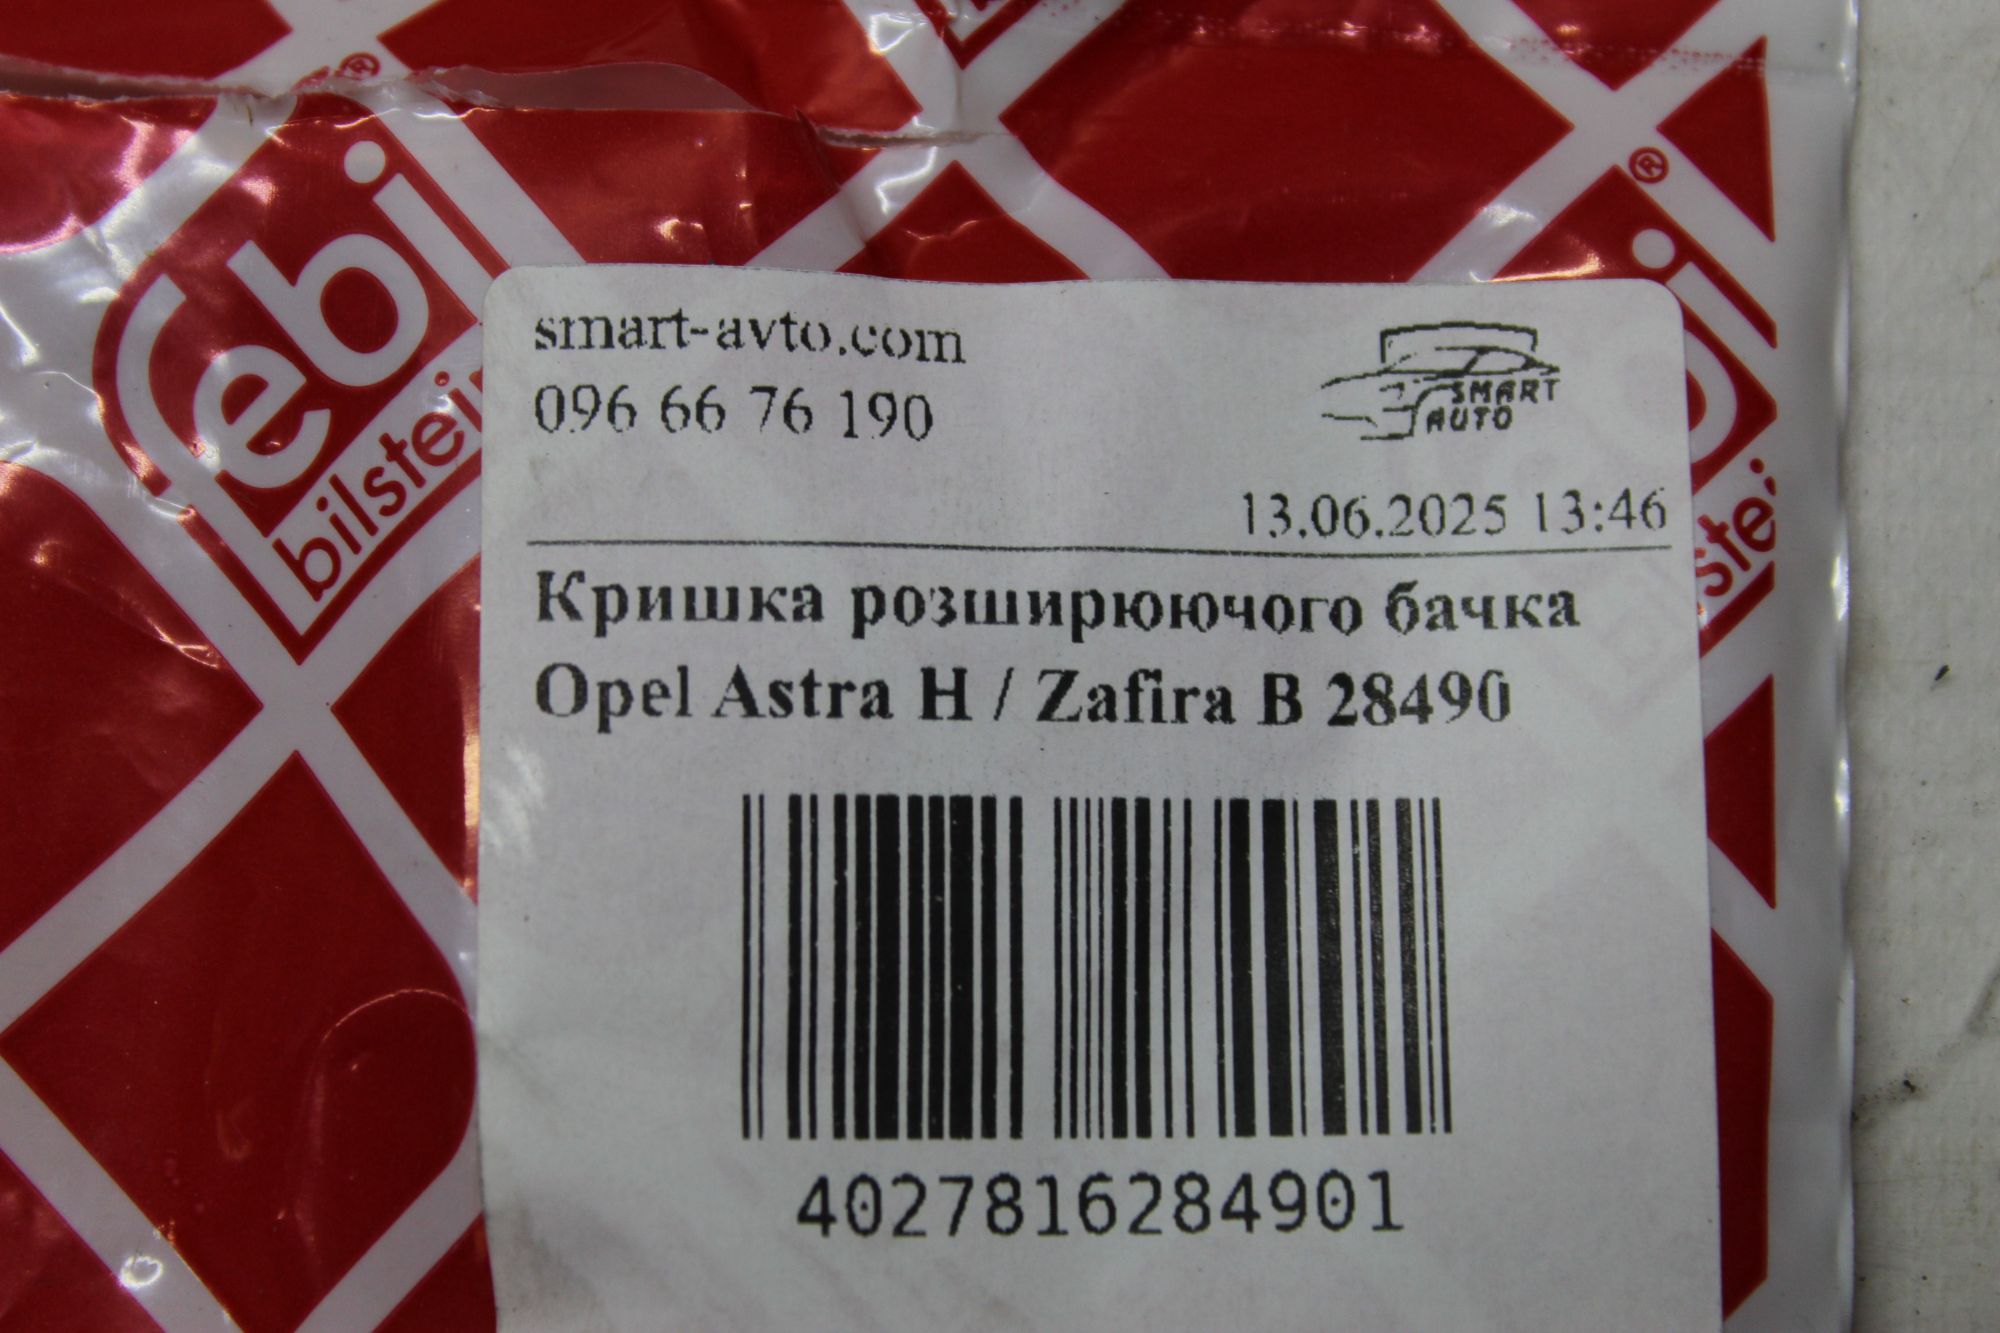 febi
bilstein
®
®
smart-avto.com
096 66 76 190
SMART
AUTO
13.06.2025 13:46
Кришка розширюючого бачка
Opel Astra H / Zafira B 28490
4027816284901